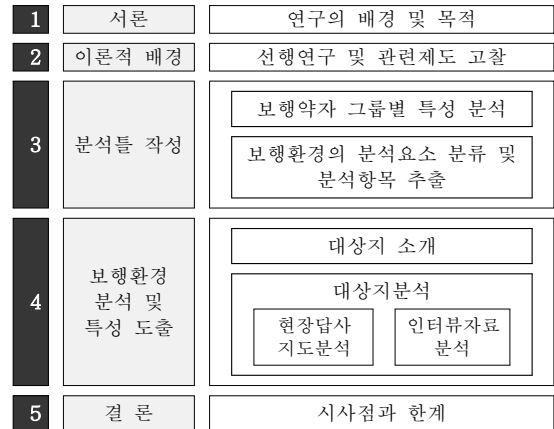 1 서론 연구의 배경 및 목적
2 이론적 배경 선행연구 및 관련제도 고찰
3 분석틀 작성
보행약자 그룹별 특성 분석
보행환경의 분석요소 분류 및
분석항목 추출
4
보행환경
분석 및
특성 도출
대상지 소개
대상지분석
현장답사
지도분석
인터뷰자료
분석
5 결 론 시사점과 한계